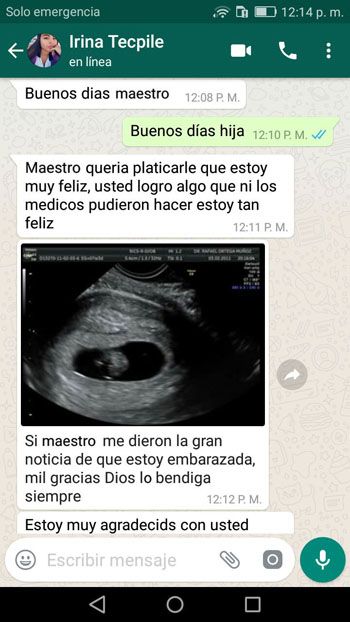 Solo emergencia
12:14 p. m.
Irina Tecpile
en línea
Buenos dias maestro 12:08 P. M.
Buenos días hija 12:10 P. M.
Maestro queria platicarle que estoy
muy feliz, usted logro algo que ni los
medicos pudieron hacer estoy tan
feliz
12:11 P. M.
DR. RAFAEL ORTEGA MUÑOZ
Si maestro me dieron la gran
noticia de que estoy embarazada,
mil gracias Dios lo bendiga
siempre
12:12 P. M.
Estoy muy agradecids con usted
Escribir mensaje